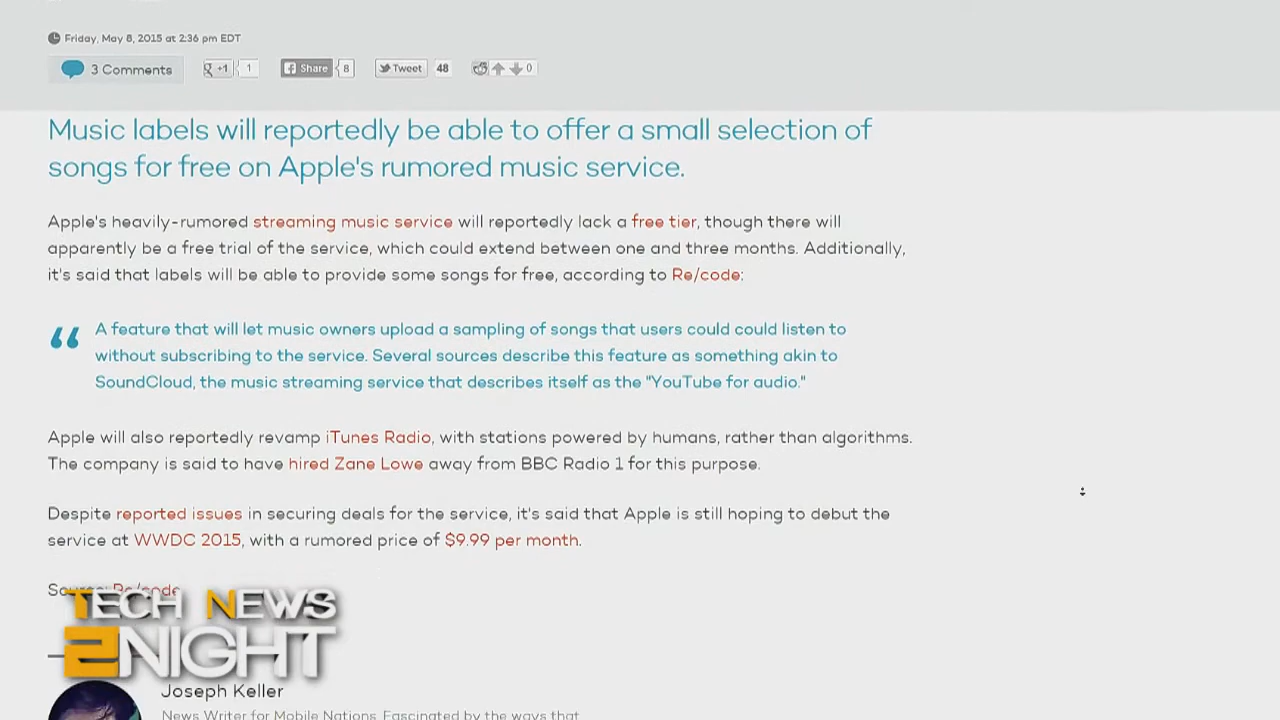 Friday, May 8, 2015 at 2:36 pm EDT
3 Comments +1 1 Share 8 Tweet 48 0
Music labels will reportedly be able to offer a small selection of
songs for free on Apple's rumored music service.
Apple's heavily-rumored streaming music service will reportedly lack a free tier, though there will
apparently be a free trial of the service, which could extend between one and three months. Additionally,
it's said that labels will be able to provide some songs for free, according to Re/code:
“ A feature that will let music owners upload a sampling of songs that users could could listen to
without subscribing to the service. Several sources describe this feature as something akin to
SoundCloud, the music streaming service that describes itself as the "YouTube for audio."
Apple will also reportedly revamp iTunes Radio, with stations powered by humans, rather than algorithms.
The company is said to have hired Zane Lowe away from BBC Radio 1 for this purpose.
Despite reported issues in securing deals for the service, it's said that Apple is still hoping to debut the
service at WWDC 2015, with a rumored price of $9.99 per month.
Source: Re/code
TECH NEWS
2NIGHT
Joseph Keller
News Writer for Mobile Nations. Fascinated by the ways that